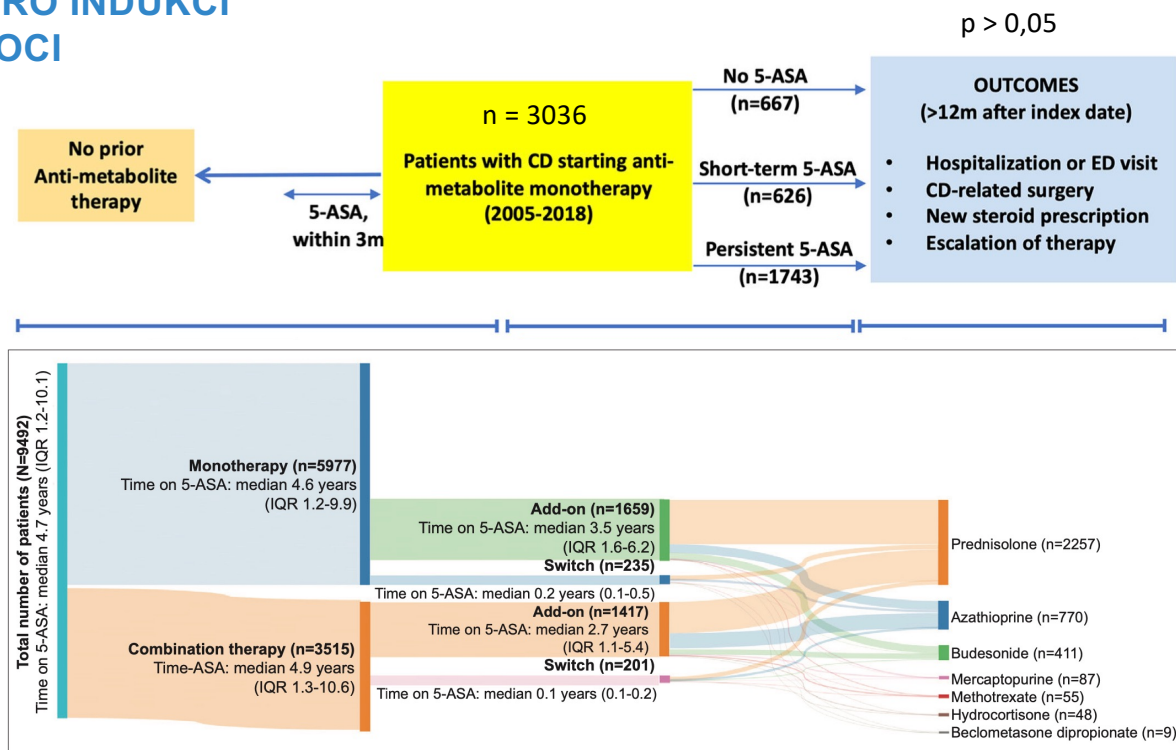 RO INDUKCI
OCI
p > 0,05
No prior
Anti-metabolite
therapy
5-ASA,
within 3m
n = 3036
Patients with CD starting anti-
metabolite monotherapy
(2005-2018)
No 5-ASA
(n=667)
Short-term 5-ASA
(n=626)
Persistent 5-ASA
(n=1743)
OUTCOMES
(>12m after index date)
• Hospitalization or ED visit
• CD-related surgery
• New steroid prescription
• Escalation of therapy
Total number of patients (N=9492)
Time on 5-ASA: median 4.7 years (IQR 1.2-10.1)
Monotherapy (n=5977)
Time on 5-ASA: median 4.6 years
(IQR 1.2-9.9)
Combination therapy (n=3515)
Time-ASA: median 4.9 years
(IQR 1.3-10.6)
Add-on (n=1659)
Time on 5-ASA: median 3.5 years
(IQR 1.6-6.2)
Switch (n=235)
Time on 5-ASA: median 0.2 years (0.1-0.5)
Add-on (n=1417)
Time on 5-ASA: median 2.7 years
(IQR 1.1-5.4)
Switch (n=201)
Time on 5-ASA: median 0.1 years (0.1-0.2)
Prednisolone (n=2257)
Azathioprine (n=770)
Budesonide (n=411)
Mercaptopurine (n=87)
Methotrexate (n=55)
Hydrocortisone (n=48)
Beclometasone dipropionate (n=9)